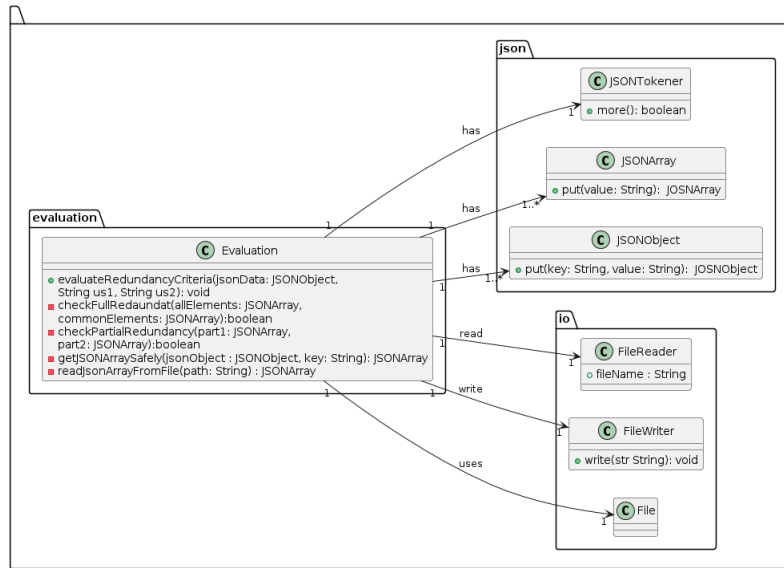 json
C JSONTokener
more(): boolean
1
has
C JSONArray
put(value: String): JOSNArray
1..*
has
1
1
evaluation
C Evaluation
evaluateRedundancyCriteria(jsonData: JSONObject,
String us1, String us2): void
checkFullRedaundat(allElements: JSONArray,
commonElements: JSONArray):boolean
checkPartialRedundancy(part1: JSONArray,
part2: JSONArray):boolean
getJSONArraySafely(jsonObject : JSONObject, key: String): JSONArray
readJsonArrayFromFile(path: String) : JSONArray
C JSONObject
put(key: String, value: String): JOSNObject
has
1
1..*
io
C FileReader
fileName : String
read
1
1
C FileWriter
write(str String): void
write
1
1
C File
uses
1
1